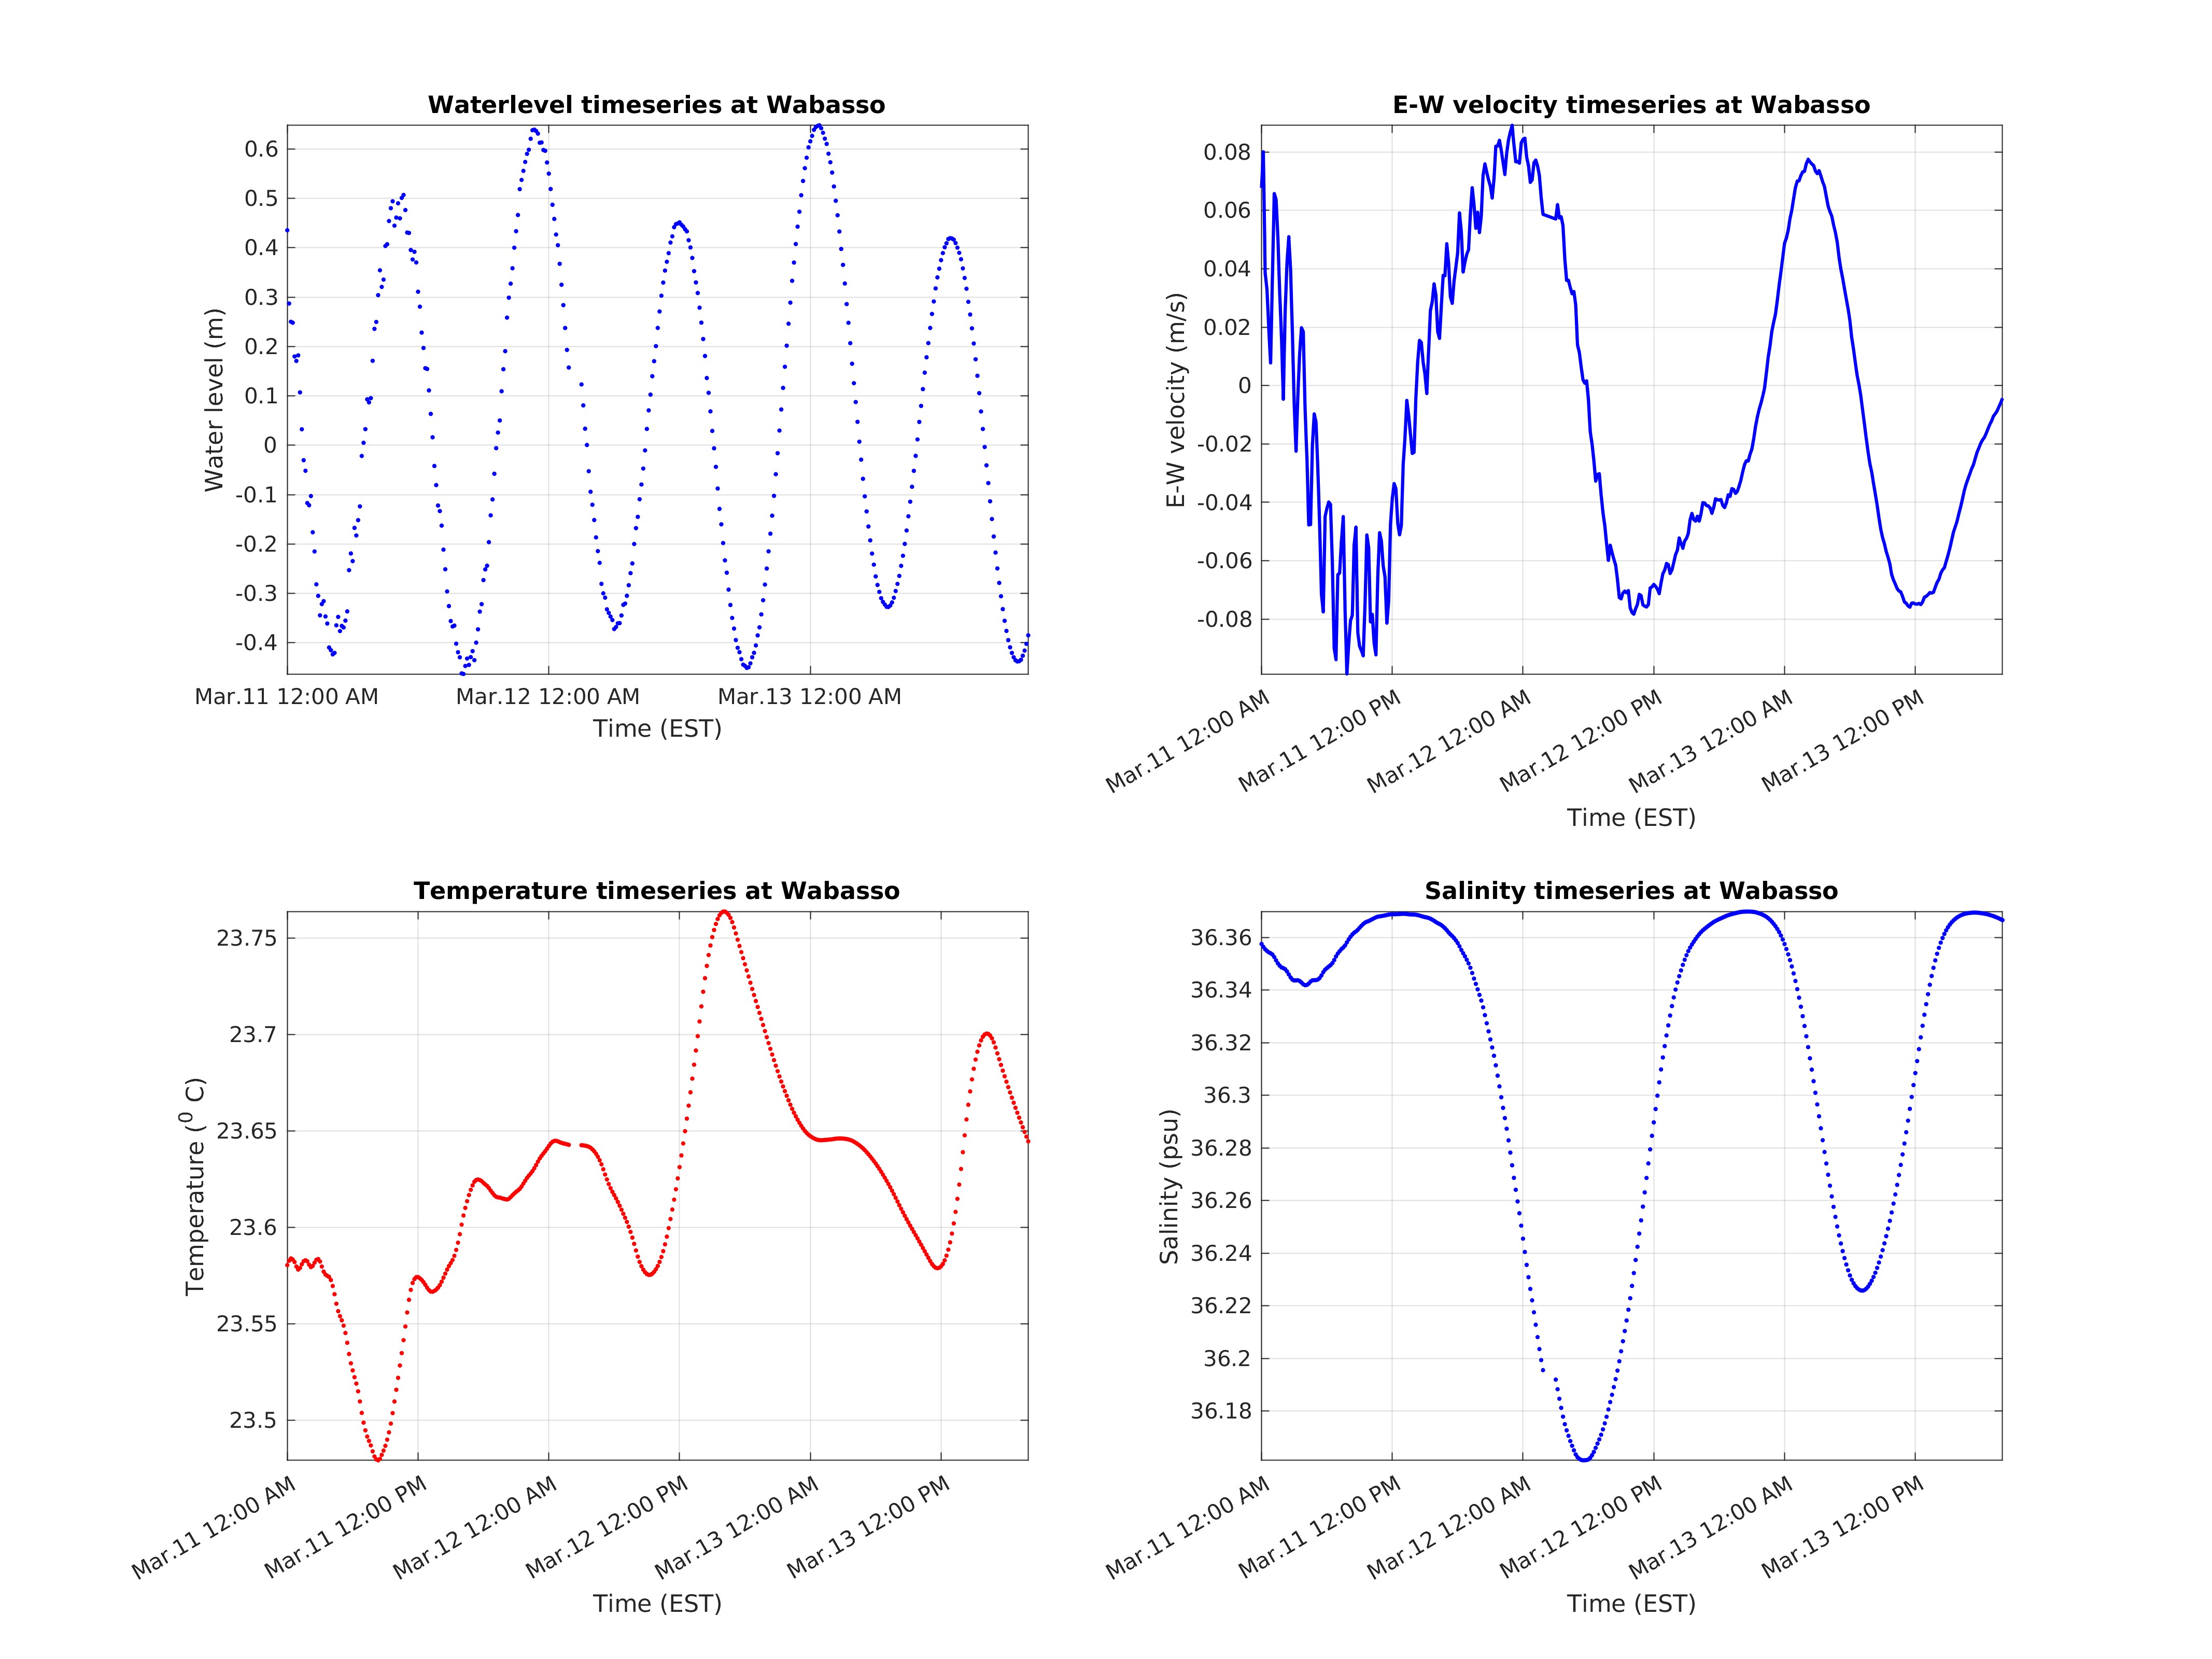 Waterlevel timeseries at Wabasso
Water level (m)
0.6
0.5
0.4
0.3
0.2
0.1
0
-0.1
-0.2
-0.3
-0.4
Mar.11 12:00 AM
Mar.12 12:00 AM
Mar.13 12:00 AM
Time (EST)
E-W velocity timeseries at Wabasso
E-W velocity (m/s)
0.08
0.06
0.04
0.02
0
-0.02
-0.04
-0.06
-0.08
Mar.11 12:00 AM
Mar.11 12:00 PM
Mar.12 12:00 AM
Mar.12 12:00 PM
Mar.13 12:00 AM
Mar.13 12:00 PM
Time (EST)
Temperature timeseries at Wabasso
Temperature (⁰ C)
23.75
23.7
23.65
23.6
23.55
23.5
Mar.11 12:00 AM
Mar.11 12:00 PM
Mar.12 12:00 AM
Mar.12 12:00 PM
Mar.13 12:00 AM
Mar.13 12:00 PM
Time (EST)
Salinity timeseries at Wabasso
Salinity (psu)
36.36
36.34
36.32
36.3
36.28
36.26
36.24
36.22
36.2
36.18
Mar.11 12:00 AM
Mar.11 12:00 PM
Mar.12 12:00 AM
Mar.12 12:00 PM
Mar.13 12:00 AM
Mar.13 12:00 PM
Time (EST)